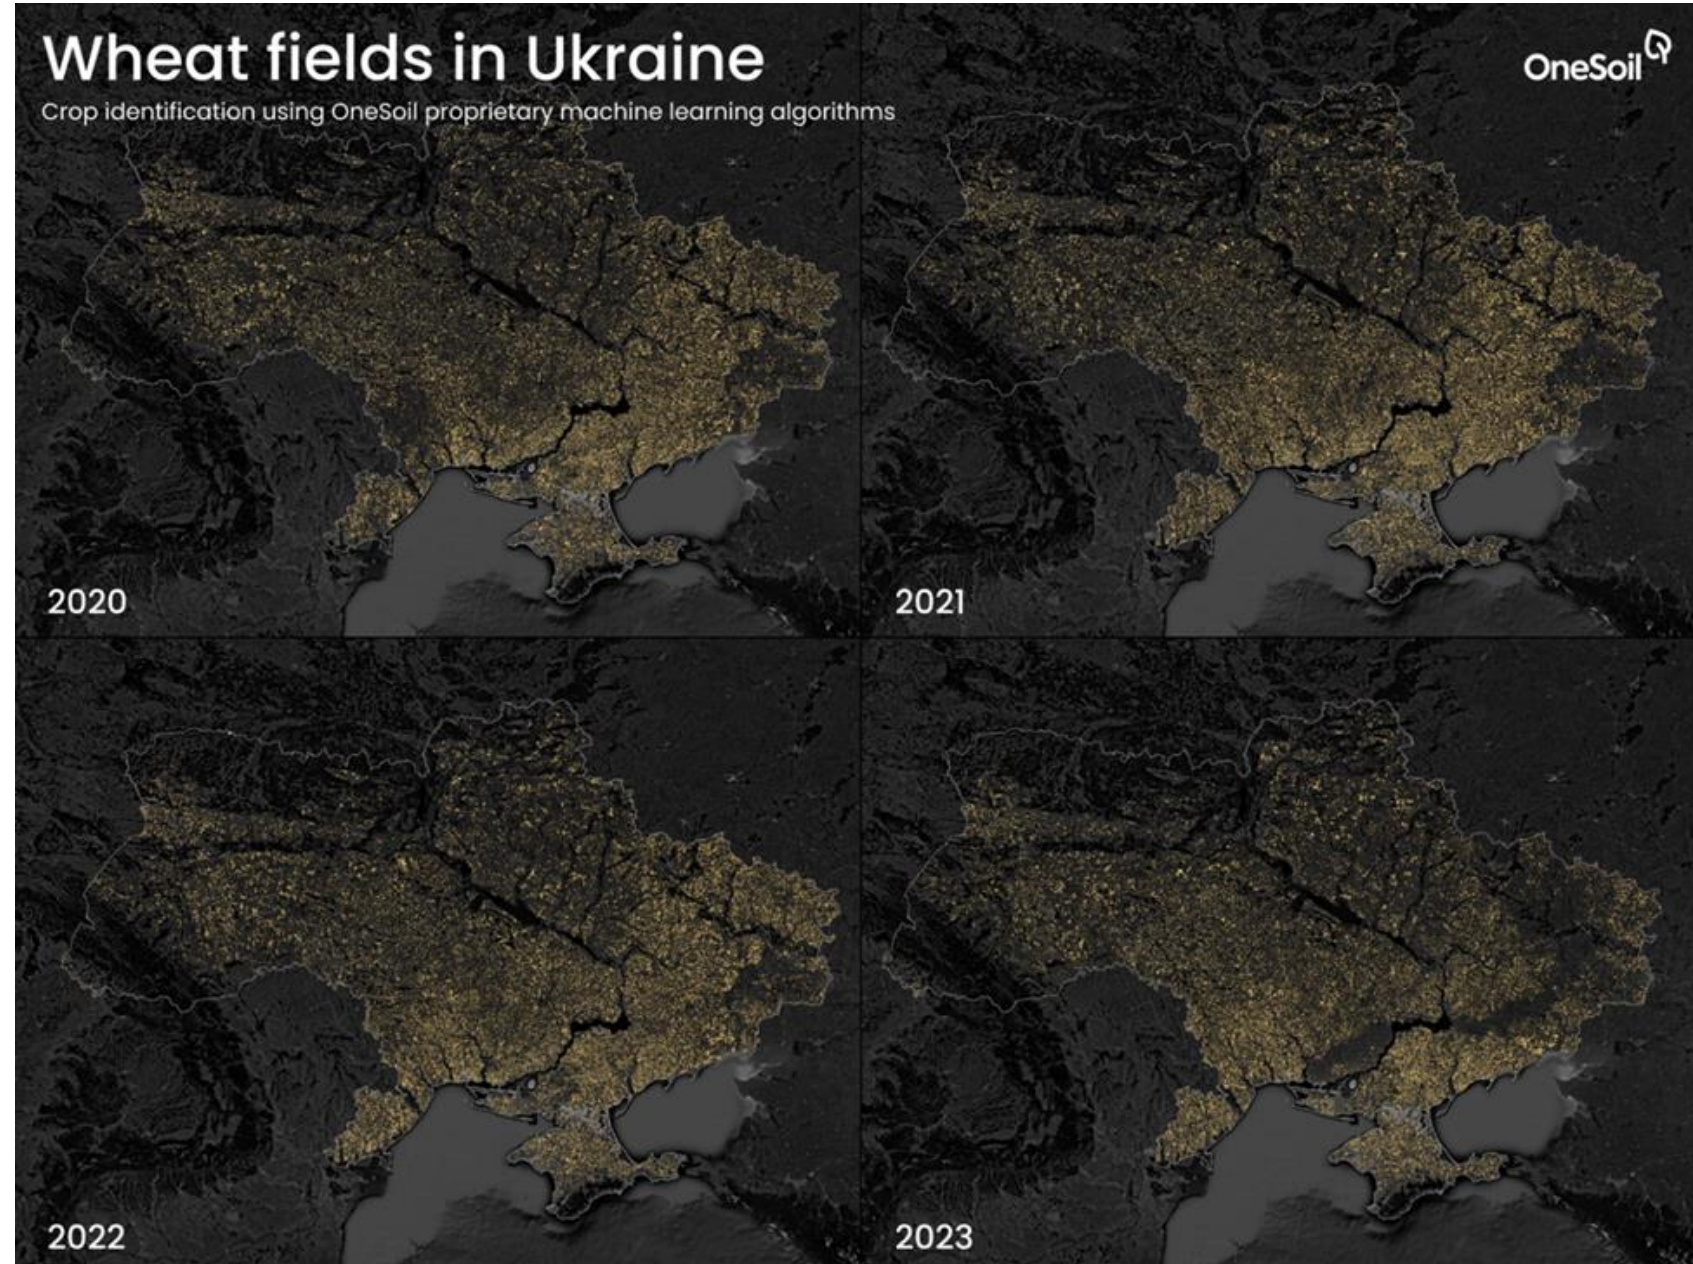 Wheat fields in Ukraine
OneSoil
Crop identification using OneSoil proprietary machine learning algorithms
2020
2021
2022
2023